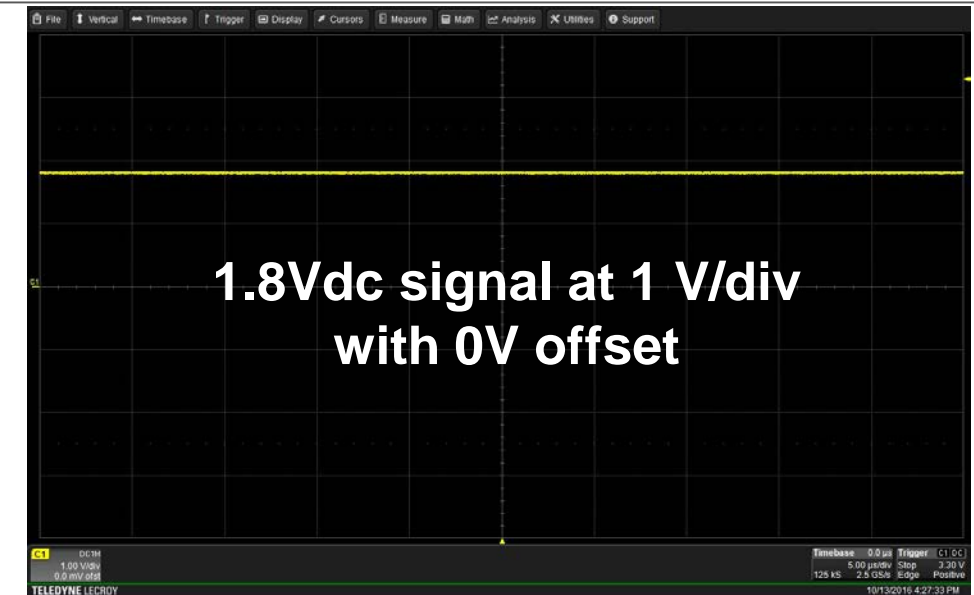 File Vertical Timebase Trigger Display Cursors Measure Math Analysis Utilities Support
C1
1.8Vdc signal at 1 V/div
with 0V offset
C1 DC1M
1.00 V/div
0.0 mV ofst
Timebase 0.0 µs Trigger C1 DC
5.00 µs/div Stop 3.30 V
125 kS 2.5 GS/s Edge Positive
TELEDYNE LECROY 10/13/2016 4:27:33 PM